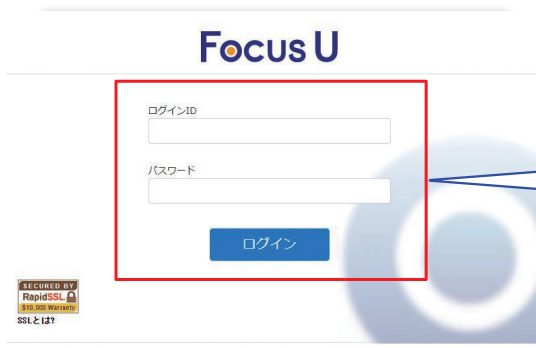 Focus U
ログインID
パスワード
ログイン
SECURED BY
RapidSSL
$10,000 Warranty
SSLとは?